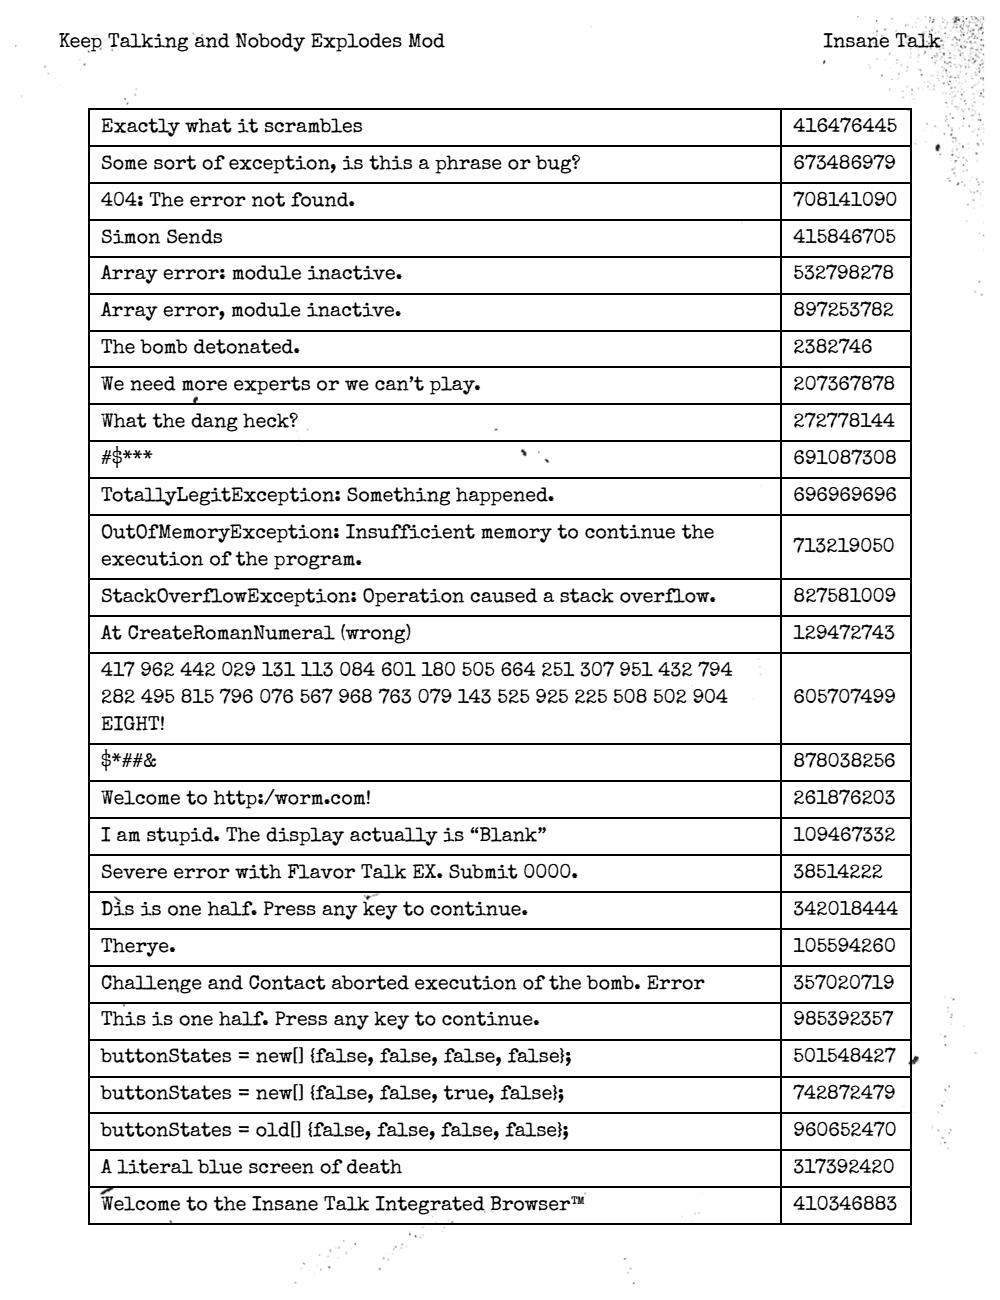 Keep Talking and Nobody Explodes Mod Insane Talk
Exactly what it scrambles 416476445
Some sort of exception, is this a phrase or bug? 673486979
404: The error not found. 708141090
Simon Sends 415846705
Array error: module inactive. 532798278
Array error, module inactive. 897253782
The bomb detonated. 2382746
We need more experts or we can’t play. 207367878
What the dang heck? 272778144
#$*** 691087308
TotallyLegitException: Something happened. 696969696
OutOfMemoryException: Insufficient memory to continue the
execution of the program. 713219050
StackOverflowException: Operation caused a stack overflow. 827581009
At CreateRomanNumeral (wrong) 129472743
417 962 442 029 131 113 084 601 180 505 664 251 307 951 432 794
282 495 815 796 076 567 968 763 079 143 525 925 225 508 502 904 605707499
EIGHT!
$*##& 878038256
Welcome to http:/worm.com! 261876203
I am stupid. The display actually is “Blank” 109467332
Severe error with Flavor Talk EX. Submit 0000. 38514222
Dis is one half. Press any key to continue. 342018444
Therye. 105594260
Challenge and Contact aborted execution of the bomb. Error 357020719
This is one half. Press any key to continue. 985392357
buttonStates = new[] {false, false, false, false}; 501548427
buttonStates = new[] {false, false, true, false}; 742872479
buttonStates = old[] {false, false, false, false}; 960652470
A literal blue screen of death 317392420
Welcome to the Insane Talk Integrated Browser™ 410346883